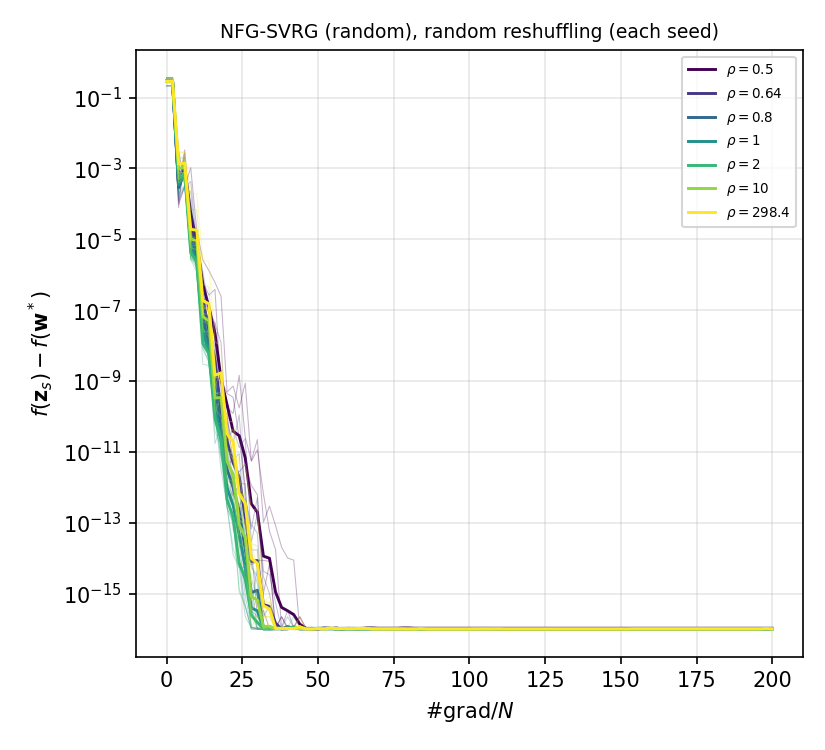 NFG-SVRG (random), random reshuffling (each seed)
ρ = 0.5
ρ = 0.64
ρ = 0.8
ρ = 1
ρ = 2
ρ = 10
ρ = 298.4
10⁻¹
10⁻³
10⁻⁵
10⁻⁷
10⁻⁹
10⁻¹¹
10⁻¹³
10⁻¹⁵
f(𝐳ₛ) − f(𝐰*)
0 25 50 75 100 125 150 175 200
#grad/N